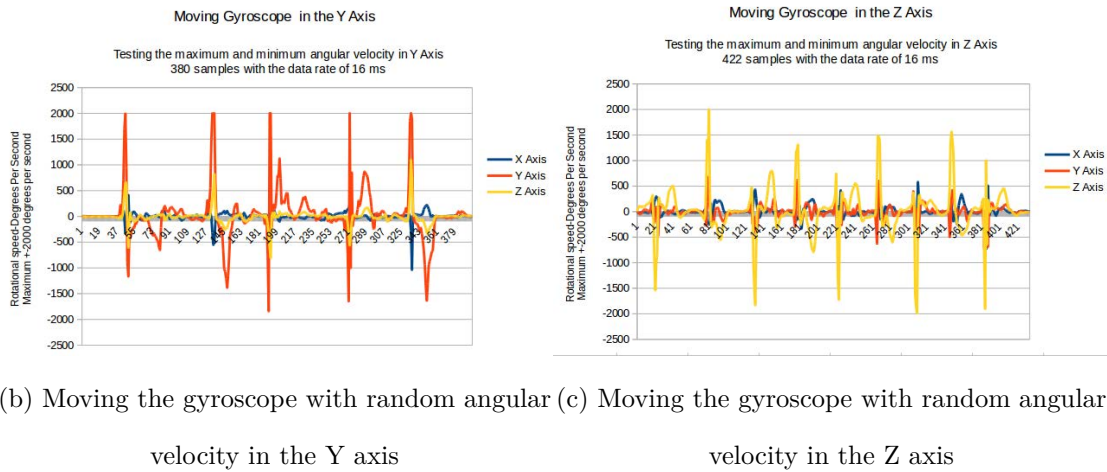 Moving Gyroscope in the Y Axis
Testing the maximum and minimum angular velocity in Y Axis
380 samples with the data rate of 16 ms
Rotational speed-Degrees Per Second
Maximum +-2000 degrees per second
2500
2000
1500
1000
500
0
-500
-1000
-1500
-2000
-2500
1 19 37 55 73 91 109 127 145 163 181 199 217 235 253 271 289 307 325 343 361 379
X Axis
Y Axis
Z Axis
Moving Gyroscope in the Z Axis
Testing the maximum and minimum angular velocity in Z Axis
422 samples with the data rate of 16 ms
Rotational speed-Degrees Per Second
Maximum +-2000 degrees per second
2500
2000
1500
1000
500
0
-500
-1000
-1500
-2000
-2500
1 21 41 61 81 101 121 141 161 181 201 221 241 261 281 301 321 341 361 381 401 421
X Axis
Y Axis
Z Axis
(b) Moving the gyroscope with random angular
velocity in the Y axis
(c) Moving the gyroscope with random angular
velocity in the Z axis